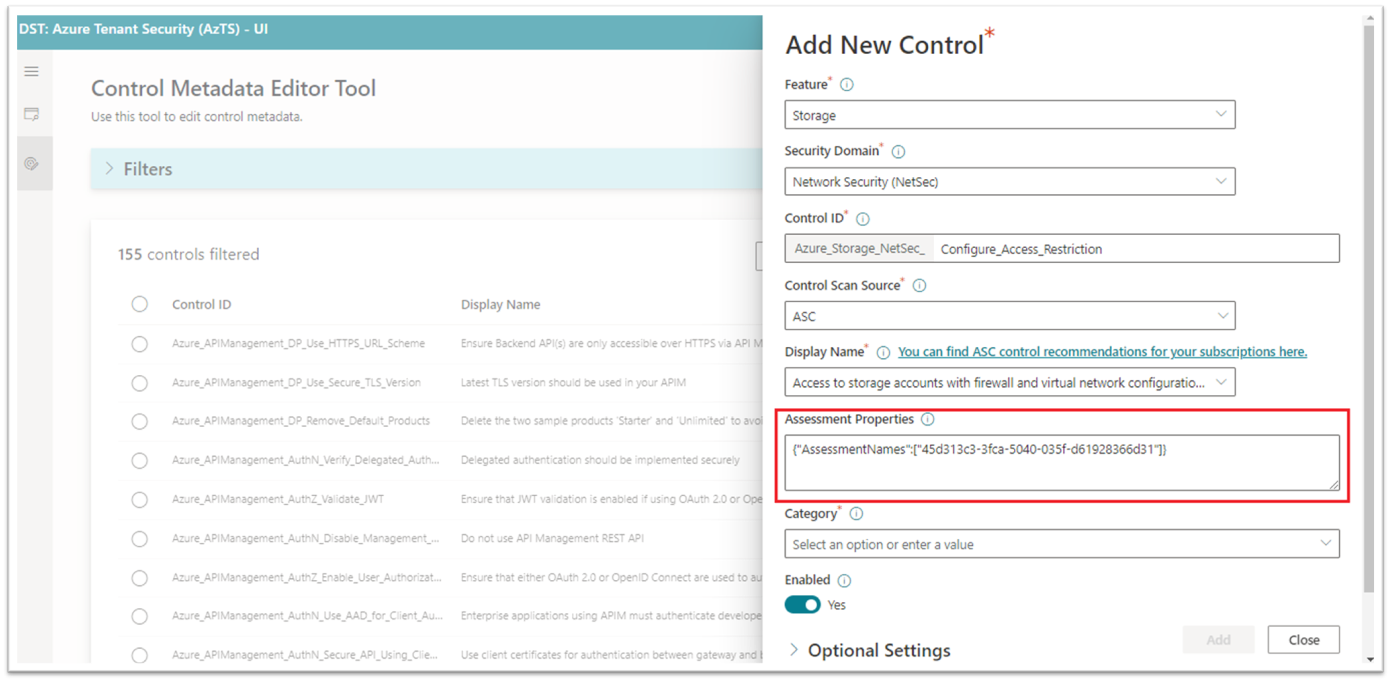 DST: Azure Tenant Security (AzTS) - UI
Control Metadata Editor Tool
Use this tool to edit control metadata.
Filters
155 controls filtered
Control ID Display Name
Azure_APIManagement_DP_Use_HTTPS_URL_Scheme Ensure Backend API(s) are only accessible over HTTPS via API M
Azure_APIManagement_DP_Use_Secure_TLS_Version Latest TLS version should be used in your APIM
Azure_APIManagement_DP_Remove_Default_Products Delete the two sample products 'Starter' and 'Unlimited' to avoi
Azure_APIManagement_AuthN_Verify_Delegated_Auth... Delegated authentication should be implemented securely
Azure_APIManagement_AuthZ_Validate_JWT Ensure that JWT validation is enabled if using OAuth 2.0 or Open
Azure_APIManagement_AuthN_Disable_Management_... Do not use API Management REST API
Azure_APIManagement_AuthZ_Enable_User_Authorizat... Ensure that either OAuth 2.0 or OpenID Connect are used to au
Azure_APIManagement_AuthN_Use_AAD_for_Client_Au... Enterprise applications using APIM must authenticate develope
Azure_APIManagement_AuthN_Secure_API_Using_Clie... Use client certificates for authentication between gateway and
Add New Control*
Feature*
Storage
Security Domain*
Network Security (NetSec)
Control ID*
Azure_Storage_NetSec_ Configure_Access_Restriction
Control Scan Source*
ASC
Display Name* You can find ASC control recommendations for your subscriptions here.
Access to storage accounts with firewall and virtual network configuratio...
Assessment Properties
{"AssessmentNames":["45d313c3-3fca-5040-035f-d61928366d31"]}
Category*
Select an option or enter a value
Enabled
Yes
Add Close
Optional Settings